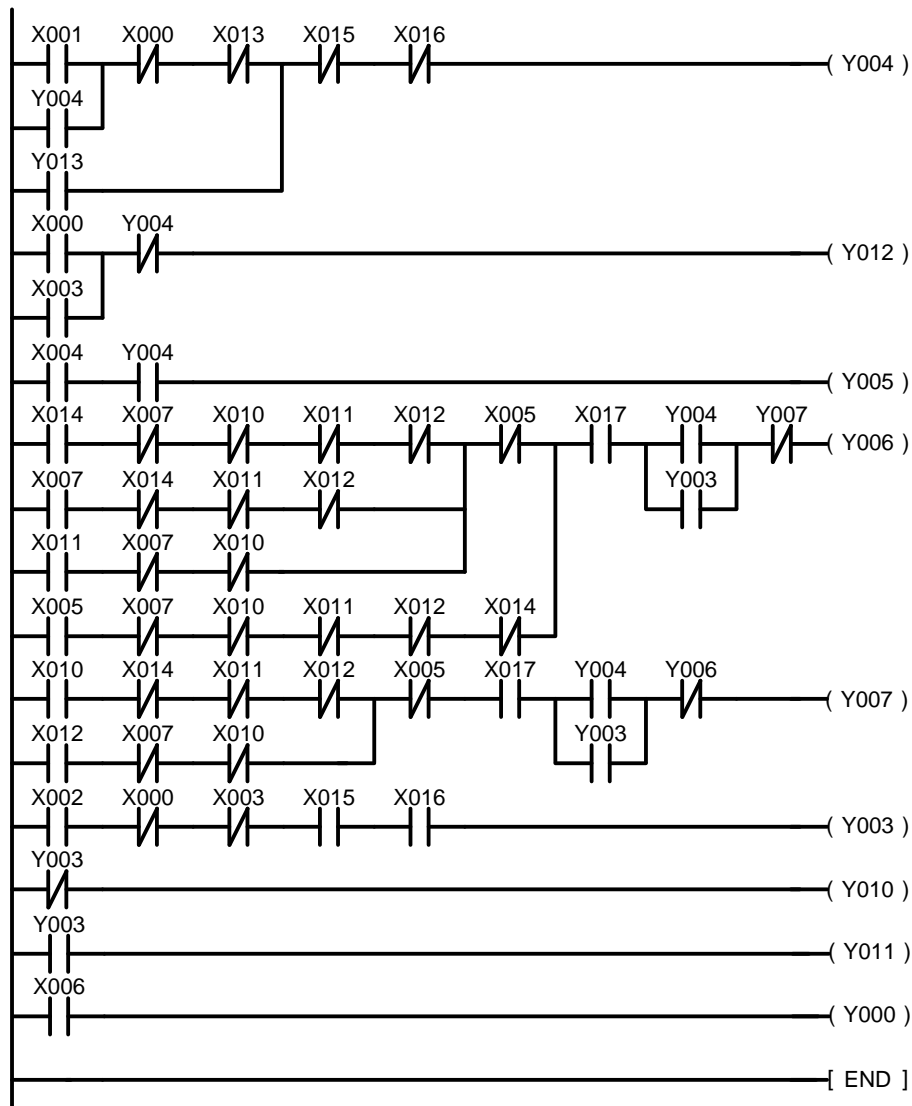 X001 X000 X013 X015 X016
( Y004 )
Y004
Y013
X000 Y004
( Y012 )
X003
X004 Y004
( Y005 )
X014 X007 X010 X011 X012 X005 X017 Y004 Y007
( Y006 )
X007 X014 X011 X012 Y003
X011 X007 X010
X005 X007 X010 X011 X012 X014
X010 X014 X011 X012 X005 X017 Y004 Y006
( Y007 )
X012 X007 X010 Y003
X002 X000 X003 X015 X016
( Y003 )
Y003
( Y010 )
Y003
( Y011 )
X006
( Y000 )
[ END ]